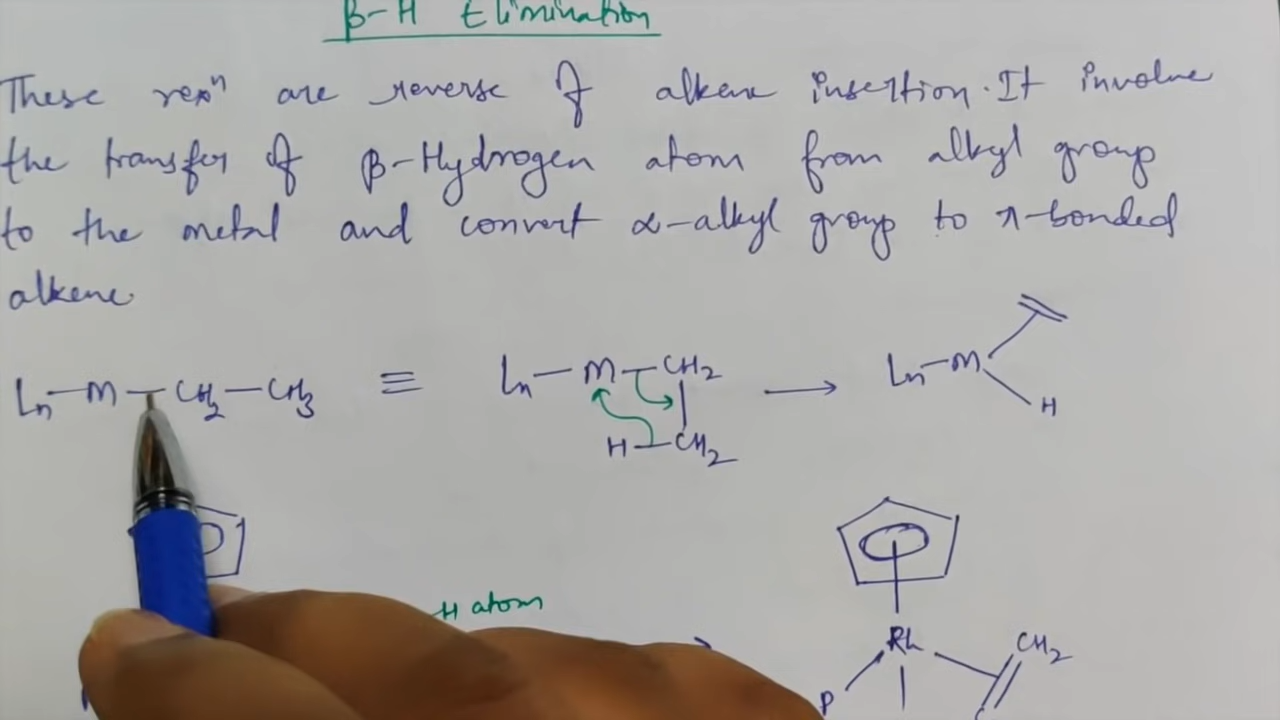 β-H Elimination
These rexⁿ are reverse of alkene insertion. It involve
the transfer of β-Hydrogen atom from alkyl group
to the metal and convert α-alkyl group to π-bonded
alkene.
Ln—M—CH₂—CH₃ ≡ Ln—M—CH₂ → Ln—M
H—CH₂ H
H atom
Rh CH₂
P